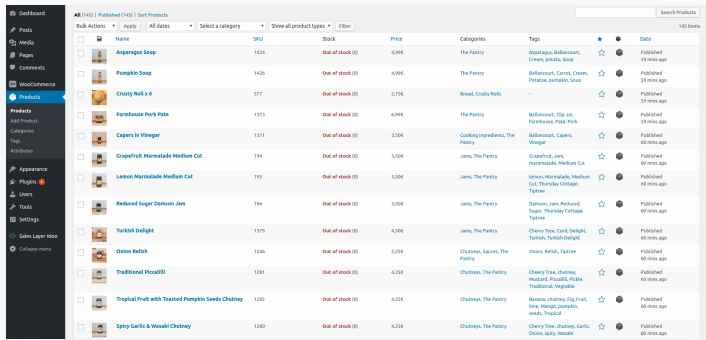 Dashboard
Posts
Media
Pages
Comments
WooCommerce
Products
Products
Add Product
Categories
Tags
Attributes
Appearance
Plugins
Users
Tools
Settings
Sales Layer Woo
Collapse menu
Search Products
All (145) | Published (145) | Sort Products
Bulk Actions Apply All dates Select a category Show all product types Filter 145 items
Name SKU Stock Price Categories Tags Date
Asparagus Soup 1424 Out of stock (0) 4,99€ The Pantry Asparagus, Ballancourt, Published
Cream, potato, Soup 59 mins ago
Pumpkin Soup 1426 Out of stock (0) 4,99€ The Pantry Ballancourt, Carrot, Cream, Published
Potatoe, pumpkin, Soup 59 mins ago
Crusty Roll x 6 577 Out of stock (0) 2,75€ Bread, Crusty Rolls – Published
59 mins ago
Farmhouse Pork Pate 1313 Out of stock (0) 6,99€ The Pantry Ballancourt, Clip Jar, Published
Farmhouse, Pate, Pork 60 mins ago
Capers in Vinegar 1311 Out of stock (0) 3,50€ Cooking Ingredients, The Ballancourt, Capers, Published
Pantry Vinegar 60 mins ago
Grapefruit Marmalade Medium Cut 194 Out of stock (0) 3,50€ Jams, The Pantry Grapefruit, Jam, Published
maramalade, Medium Cut 60 mins ago
Lemon Marmalade Medium Cut 195 Out of stock (0) 3,50€ Jams, The Pantry lemon, Marmalade, Medium Published
Cut, Thursday Cottage, 60 mins ago
Tiptree
Reduced Sugar Damson Jam 196 Out of stock (0) 3,50€ Jams, The Pantry Damson, Jam, Reduced, Published
Sugar, Thursday Cottage, 60 mins ago
Tiptree
Turkish Delight 1379 Out of stock (0) 4,50€ Jams, The Pantry Cherry Tree, Curd, Delight, Published
Turkish, Turkish Delight 60 mins ago
Onion Relish 1246 Out of stock (0) 2,25€ Chutneys, Sauces, The Onion, Relish, Tiptree Published
Pantry 60 mins ago
Traditional Piccalilli 1281 Out of stock (0) 4,25€ Chutneys, The Pantry Cherry Tree, chutney, Published
Mustard, Piccalilli, Pickle, 60 mins ago
Traditional, Vegtable
Tropical Fruit with Toasted Pumpkin Seeds Chutney 1282 Out of stock (0) 4,25€ Chutneys, The Pantry Banana, chutney, Fig, Fruit, Published
lime, Mango, pumpkin, 60 mins ago
seeds, Tropical
Spicy Garlic & Wasabi Chutney 1280 Out of stock (0) 4,25€ Chutneys, The Pantry Cherry Tree, chutney, Garlic, Published
Onion, spicy, Wasabi 60 mins ago